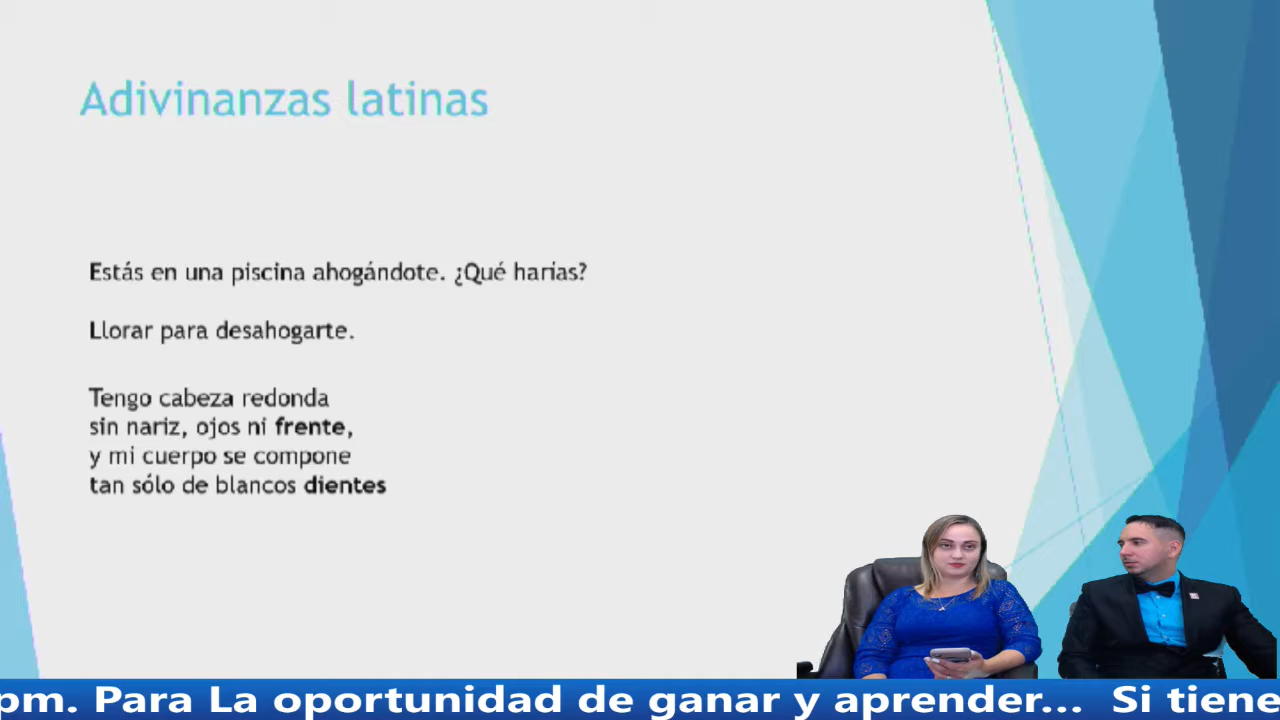 Adivinanzas latinas
Estás en una piscina ahogándote. ¿Qué harias?
Llorar para desahogarte.
Tengo cabeza redonda
sin nariz, ojos ni frente,
y mi cuerpo se compone
tan sólo de blancos dientes
pm. Para La oportunidad de ganar y aprender... Si tiene